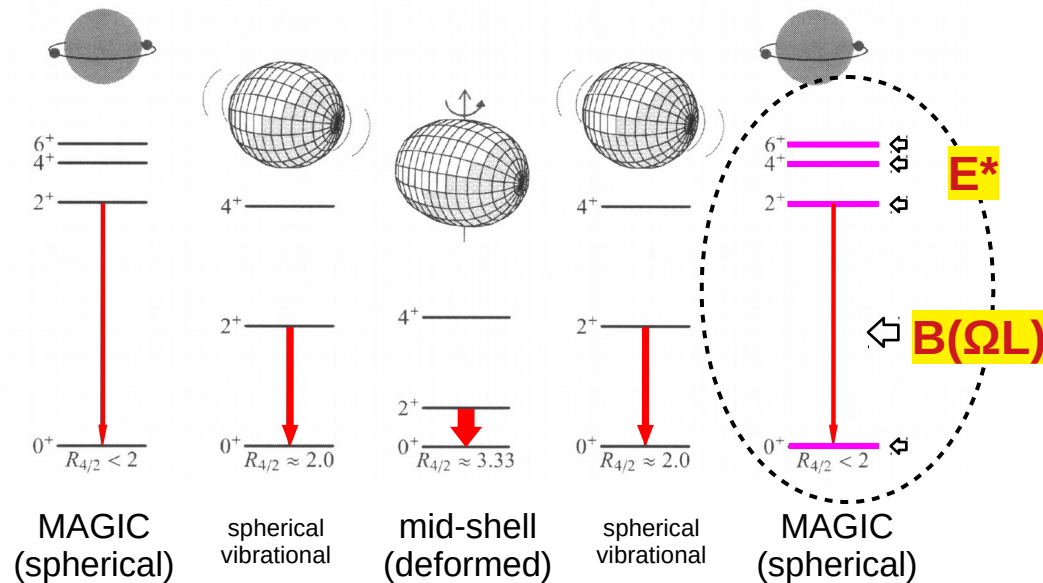 6⁺
4⁺
2⁺
0⁺
R₄/₂ < 2
MAGIC
(spherical)
4⁺
2⁺
0⁺
R₄/₂ ≈ 2.0
spherical
vibrational
4⁺
2⁺
0⁺
R₄/₂ ≈ 3.33
mid-shell
(deformed)
4⁺
2⁺
0⁺
R₄/₂ ≈ 2.0
spherical
vibrational
6⁺
4⁺
2⁺
0⁺
R₄/₂ < 2
MAGIC
(spherical)
E*
B(ΩL)